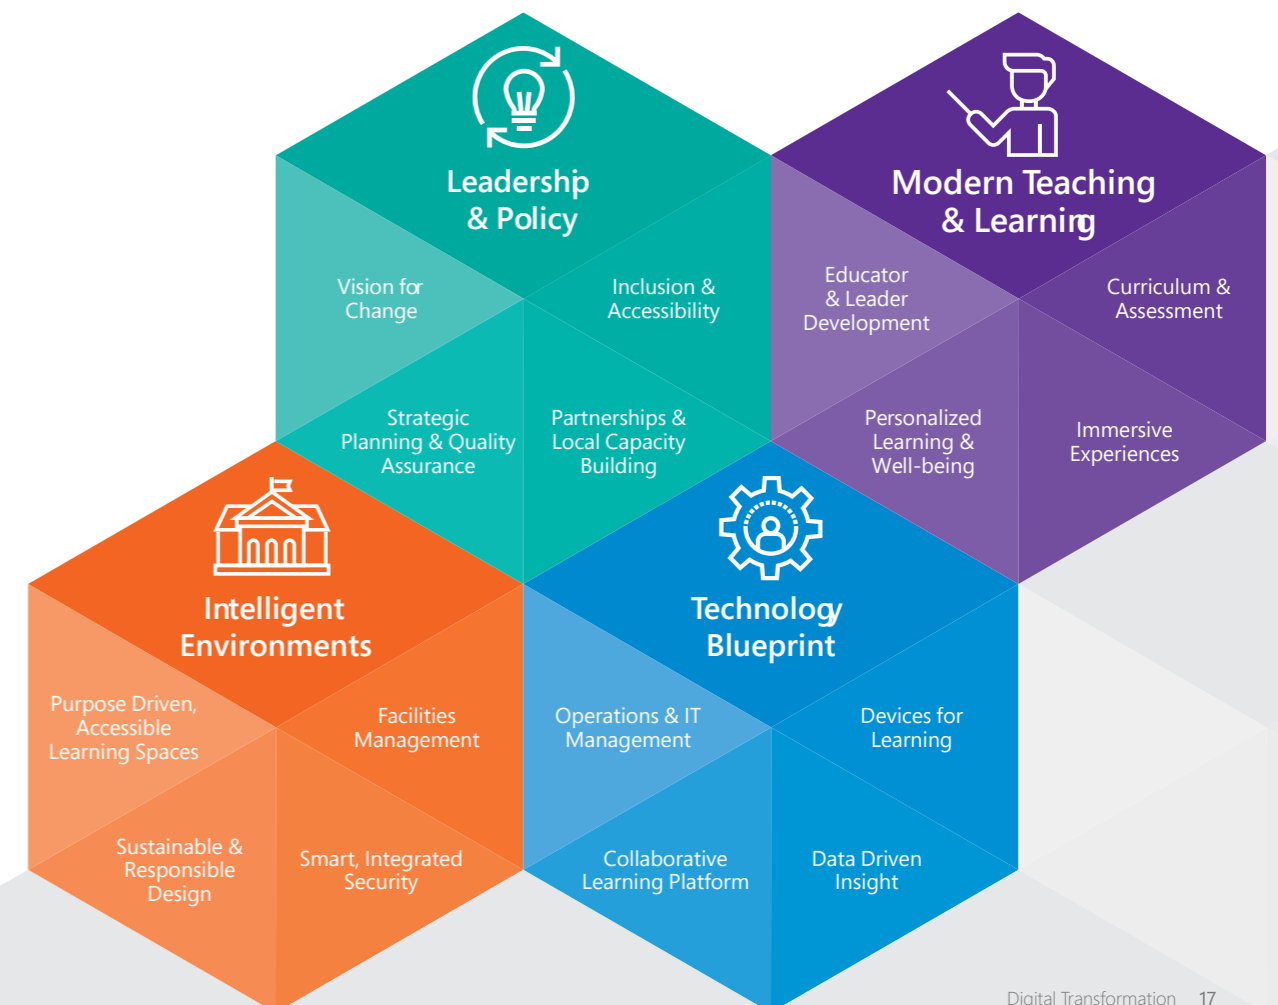 Leadership
& Policy
Vision for
Change
Inclusion &
Accessibility
Strategic
Planning & Quality
Assurance
Partnerships &
Local Capacity
Building
Modern Teaching
& Learning
Educator
& Leader
Development
Curriculum &
Assessment
Personalized
Learning &
Well-being
Immersive
Experiences
Intelligent
Environments
Purpose Driven,
Accessible
Learning Spaces
Facilities
Management
Sustainable &
Responsible
Design
Smart, Integrated
Security
Technology
Blueprint
Operations & IT
Management
Devices for
Learning
Collaborative
Learning Platform
Data Driven
Insight
Digital Transformation 17